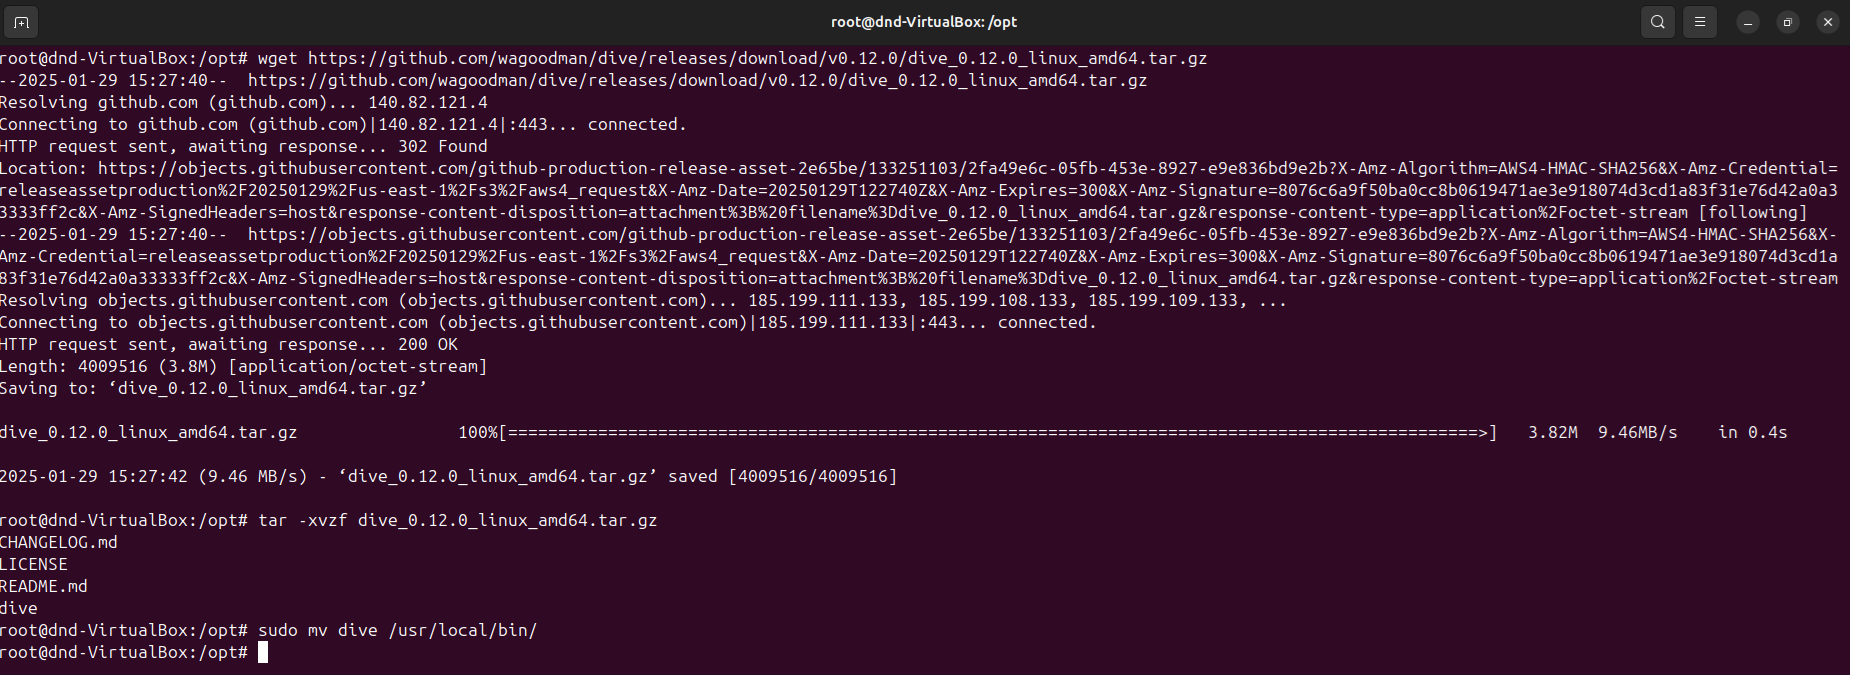 root@dnd-VirtualBox: /opt
root@dnd-VirtualBox:/opt# wget https://github.com/wagoodman/dive/releases/download/v0.12.0/dive_0.12.0_linux_amd64.tar.gz
--2025-01-29 15:27:40--  https://github.com/wagoodman/dive/releases/download/v0.12.0/dive_0.12.0_linux_amd64.tar.gz
Resolving github.com (github.com)... 140.82.121.4
Connecting to github.com (github.com)|140.82.121.4|:443... connected.
HTTP request sent, awaiting response... 302 Found
Location: https://objects.githubusercontent.com/github-production-release-asset-2e65be/133251103/2fa49e6c-05fb-453e-8927-e9e836bd9e2b?X-Amz-Algorithm=AWS4-HMAC-SHA256&X-Amz-Credential=
releaseassetproduction%2F20250129%2Fus-east-1%2Fs3%2Faws4_request&X-Amz-Date=20250129T122740Z&X-Amz-Expires=300&X-Amz-Signature=8076c6a9f50ba0cc8b0619471ae3e918074d3cd1a83f31e76d42a0a3
3333ff2c&X-Amz-SignedHeaders=host&response-content-disposition=attachment%3B%20filename%3Ddive_0.12.0_linux_amd64.tar.gz&response-content-type=application%2Foctet-stream [following]
--2025-01-29 15:27:40--  https://objects.githubusercontent.com/github-production-release-asset-2e65be/133251103/2fa49e6c-05fb-453e-8927-e9e836bd9e2b?X-Amz-Algorithm=AWS4-HMAC-SHA256&X-
Amz-Credential=releaseassetproduction%2F20250129%2Fus-east-1%2Fs3%2Faws4_request&X-Amz-Date=20250129T122740Z&X-Amz-Expires=300&X-Amz-Signature=8076c6a9f50ba0cc8b0619471ae3e918074d3cd1a
83f31e76d42a0a33333ff2c&X-Amz-SignedHeaders=host&response-content-disposition=attachment%3B%20filename%3Ddive_0.12.0_linux_amd64.tar.gz&response-content-type=application%2Foctet-stream
Resolving objects.githubusercontent.com (objects.githubusercontent.com)... 185.199.111.133, 185.199.108.133, 185.199.109.133, ...
Connecting to objects.githubusercontent.com (objects.githubusercontent.com)|185.199.111.133|:443... connected.
HTTP request sent, awaiting response... 200 OK
Length: 4009516 (3.8M) [application/octet-stream]
Saving to: ‘dive_0.12.0_linux_amd64.tar.gz’
dive_0.12.0_linux_amd64.tar.gz                100%[=================================================================================================>]   3.82M  9.46MB/s    in 0.4s
2025-01-29 15:27:42 (9.46 MB/s) - ‘dive_0.12.0_linux_amd64.tar.gz’ saved [4009516/4009516]
root@dnd-VirtualBox:/opt# tar -xvzf dive_0.12.0_linux_amd64.tar.gz
CHANGELOG.md
LICENSE
README.md
dive
root@dnd-VirtualBox:/opt# sudo mv dive /usr/local/bin/
root@dnd-VirtualBox:/opt#